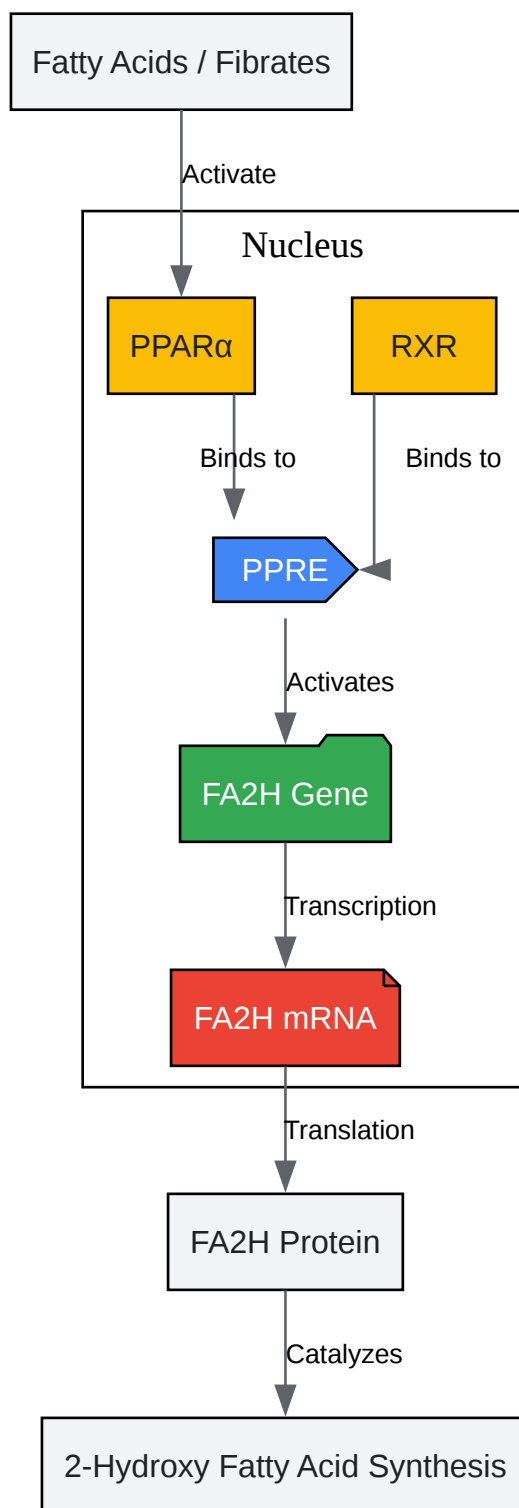 Fatty Acids / Fibrates
Activate
Nucleus
PPARα
RXR
Binds to
Binds to
PPRE
Activates
FA2H Gene
Transcription
FA2H mRNA
Translation
FA2H Protein
Catalyzes
2-Hydroxy Fatty Acid Synthesis